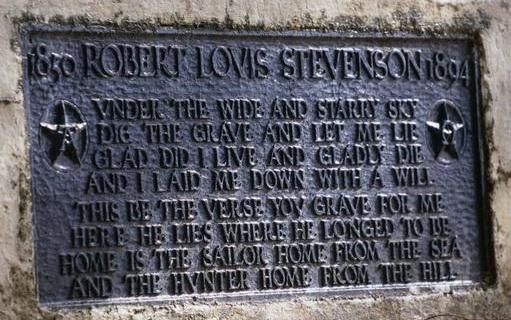 1850 ROBERT LOVIS STEVENSON 1894
VNDER THE WIDE AND STARRY SKY
DIG THE GRAVE AND LET ME LIE
GLAD DID I LIVE AND GLADLY DIE
AND I LAID ME DOWN WITH A WILL
THIS BE THE VERSE YOV GRAVE FOR ME
HERE HE LIES WHERE HE LONGED TO BE
HOME IS THE SAILOR HOME FROM THE SEA
AND THE HVNTER HOME FROM THE HILL